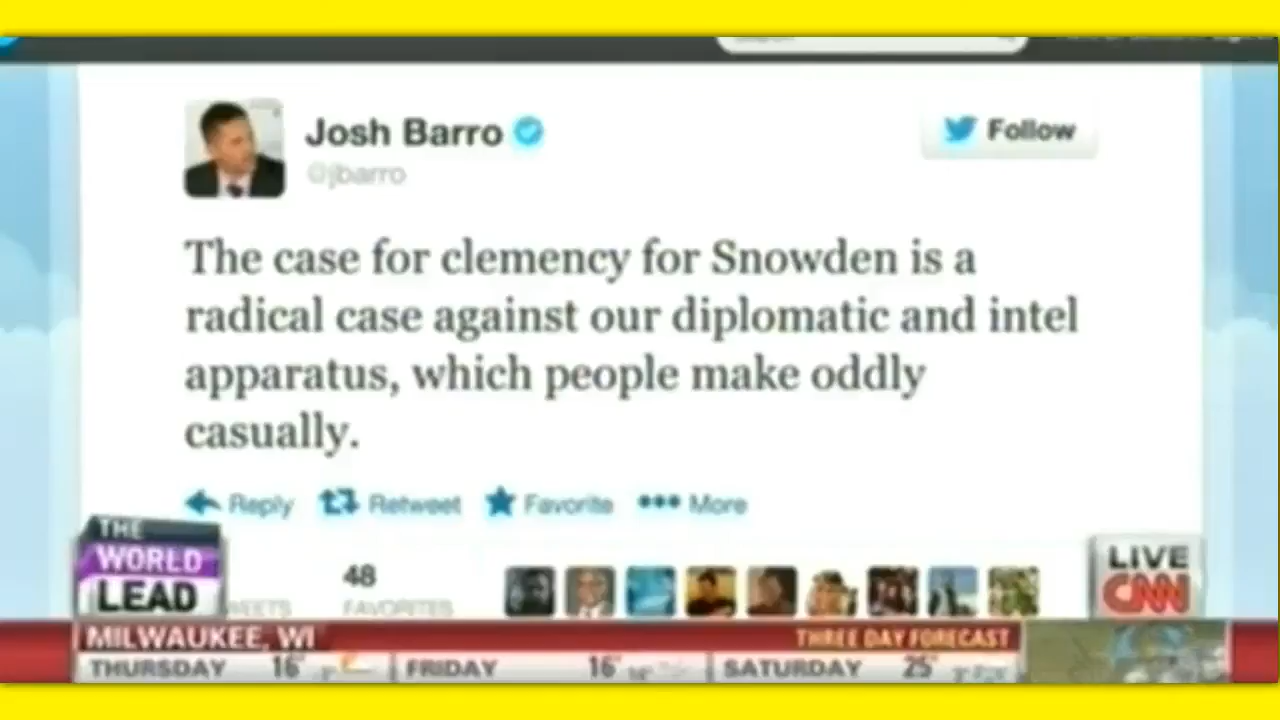 Josh Barro
@jbarro
Follow
The case for clemency for Snowden is a
radical case against our diplomatic and intel
apparatus, which people make oddly
casually.
Reply Retweet Favorite More
48
FAVORITES
THE
WORLD
LEAD
LIVE
CNN
MILWAUKEE, WI
THREE DAY FORECAST
THURSDAY 16° FRIDAY 16° SATURDAY 25°